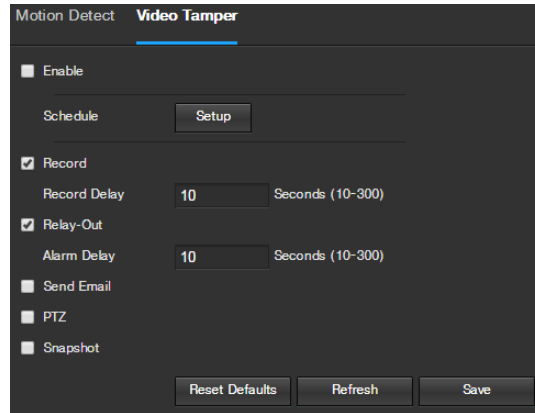 Motion Detect Video Tamper
Enable
Schedule Setup
Record
Record Delay 10 Seconds (10-300)
Relay-Out
Alarm Delay 10 Seconds (10-300)
Send Email
PTZ
Snapshot
Reset Defaults Refresh Save